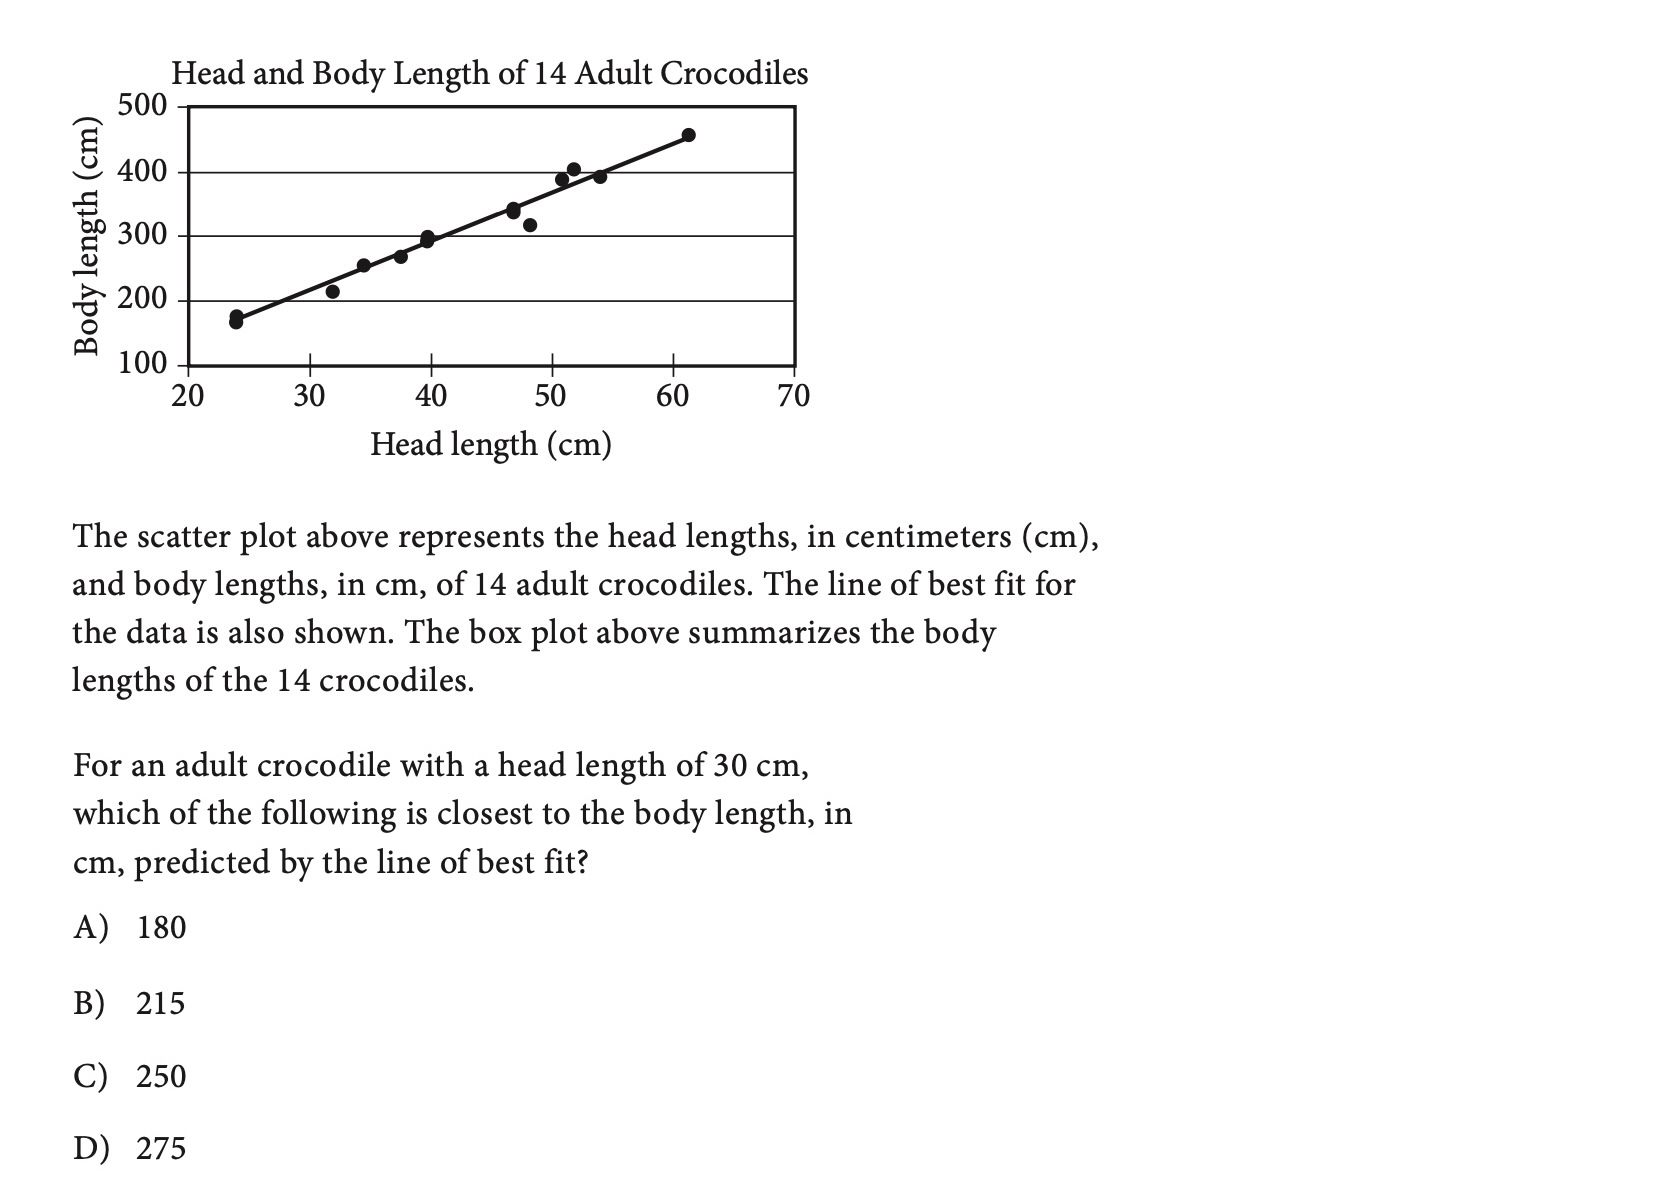 Head and Body Length of 14 Adult Crocodiles
500
400
300
200
100
Body length (cm)
20 30 40 50 60 70
Head length (cm)
The scatter plot above represents the head lengths, in centimeters (cm),
and body lengths, in cm, of 14 adult crocodiles. The line of best fit for
the data is also shown. The box plot above summarizes the body
lengths of the 14 crocodiles.
For an adult crocodile with a head length of 30 cm,
which of the following is closest to the body length, in
cm, predicted by the line of best fit?
A) 180
B) 215
C) 250
D) 275